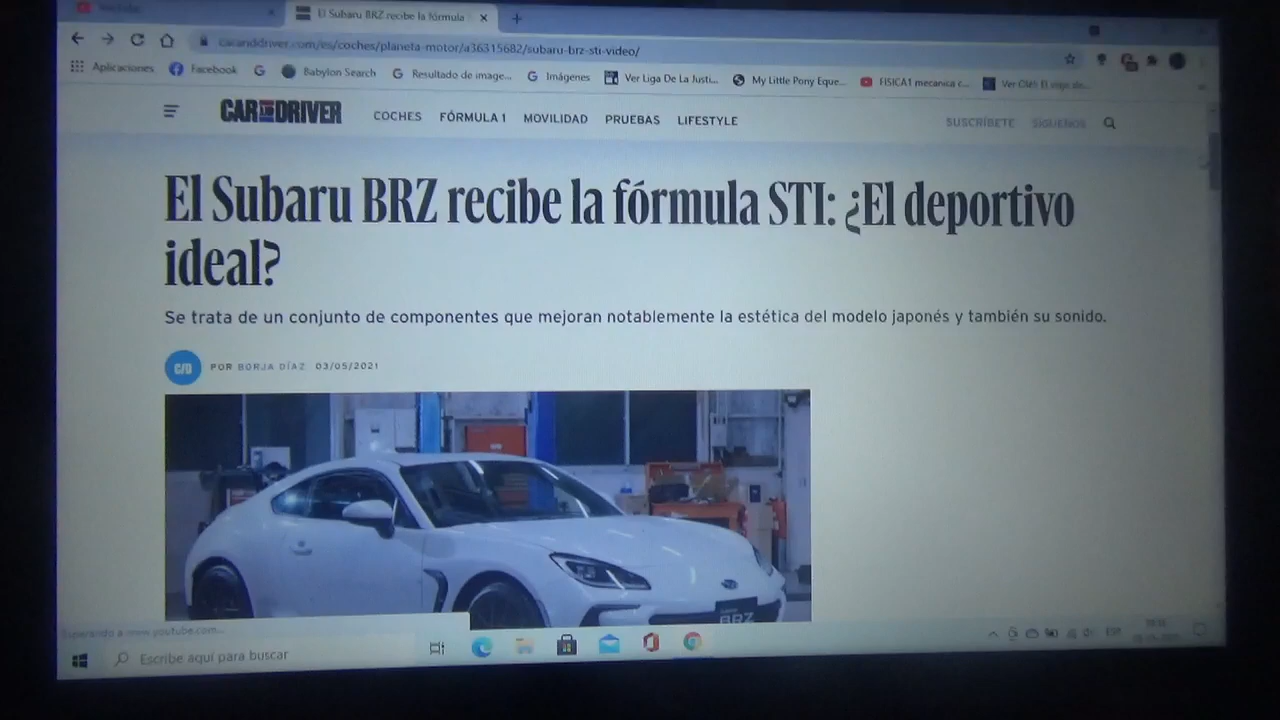 YouTube
El Subaru BRZ recibe la fórmula
caranddriver.com/es/coches/planeta-motor/a36315682/subaru-brz-sti-video/
Aplicaciones Facebook Babylon Search Resultado de image... Imágenes Ver Liga De La Justi... My Little Pony Eque... FISICA1 mecanica c...
CAR AND DRIVER COCHES FÓRMULA 1 MOVILIDAD PRUEBAS LIFESTYLE SUSCRÍBETE SÍGUENOS
El Subaru BRZ recibe la fórmula STI: ¿El deportivo
ideal?
Se trata de un conjunto de componentes que mejoran notablemente la estética del modelo japonés y también su sonido.
C/D POR BORJA DÍAZ 03/05/2021
BRZ
Esperando a www.youtube.com...
Escribe aquí para buscar
ESP